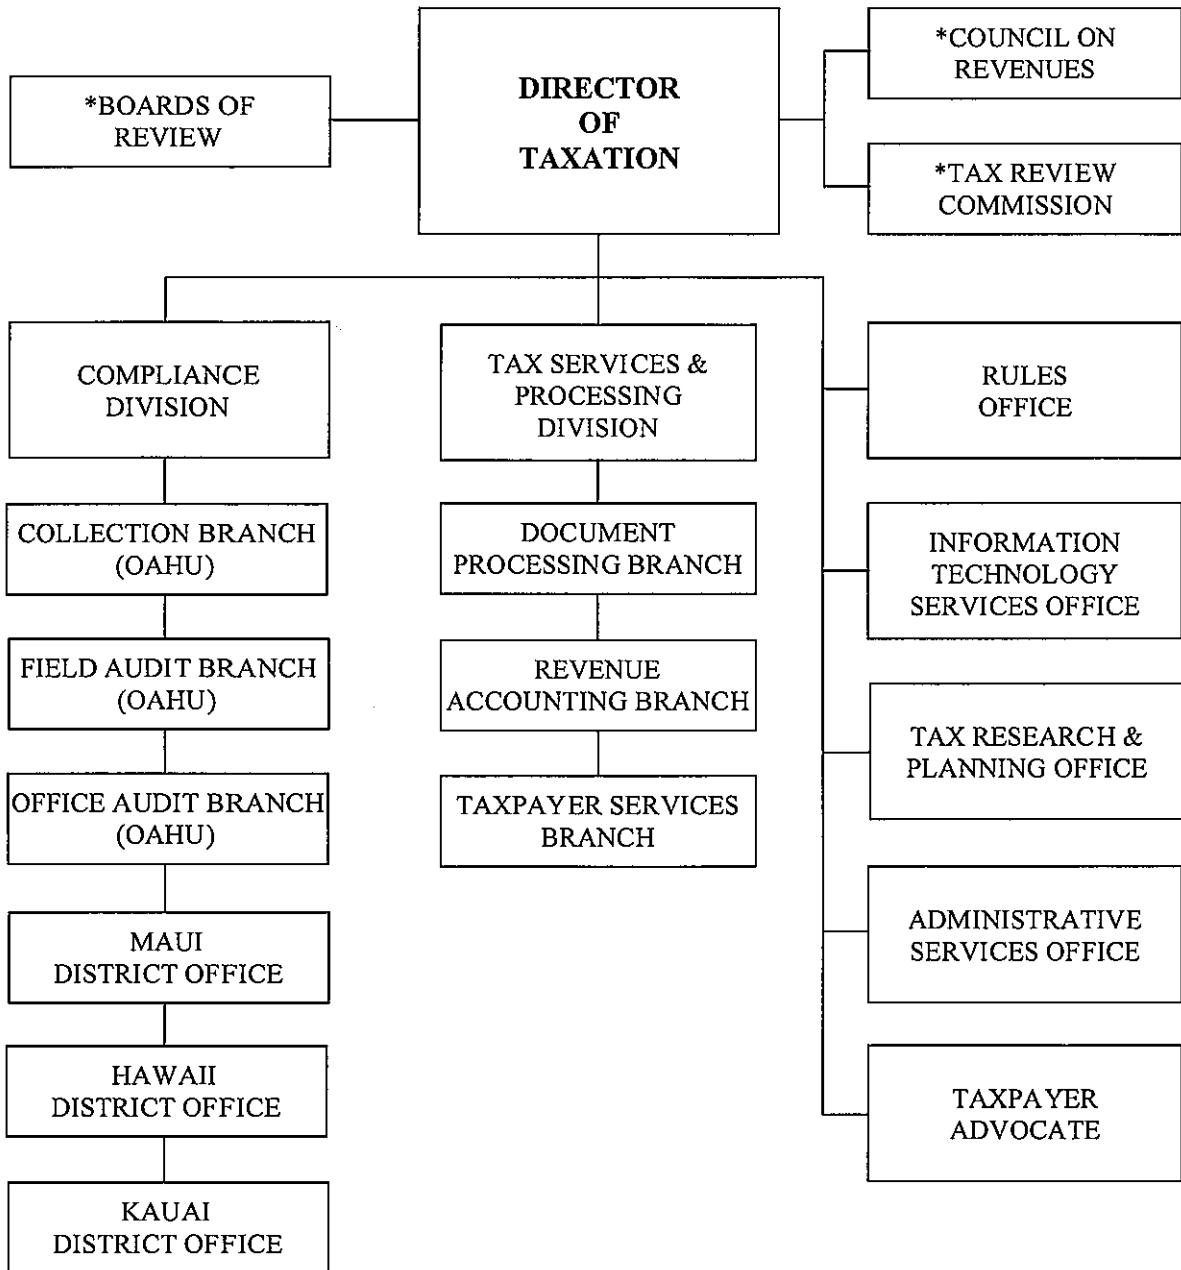 *BOARDS OF
REVIEW
DIRECTOR
OF
TAXATION
*COUNCIL ON
REVENUES
*TAX REVIEW
COMMISSION
COMPLIANCE
DIVISION
COLLECTION BRANCH
(OAHU)
FIELD AUDIT BRANCH
(OAHU)
OFFICE AUDIT BRANCH
(OAHU)
MAUI
DISTRICT OFFICE
HAWAII
DISTRICT OFFICE
KAUAI
DISTRICT OFFICE
TAX SERVICES &
PROCESSING
DIVISION
DOCUMENT
PROCESSING BRANCH
REVENUE
ACCOUNTING BRANCH
TAXPAYER SERVICES
BRANCH
RULES
OFFICE
INFORMATION
TECHNOLOGY
SERVICES OFFICE
TAX RESEARCH &
PLANNING OFFICE
ADMINISTRATIVE
SERVICES OFFICE
TAXPAYER
ADVOCATE